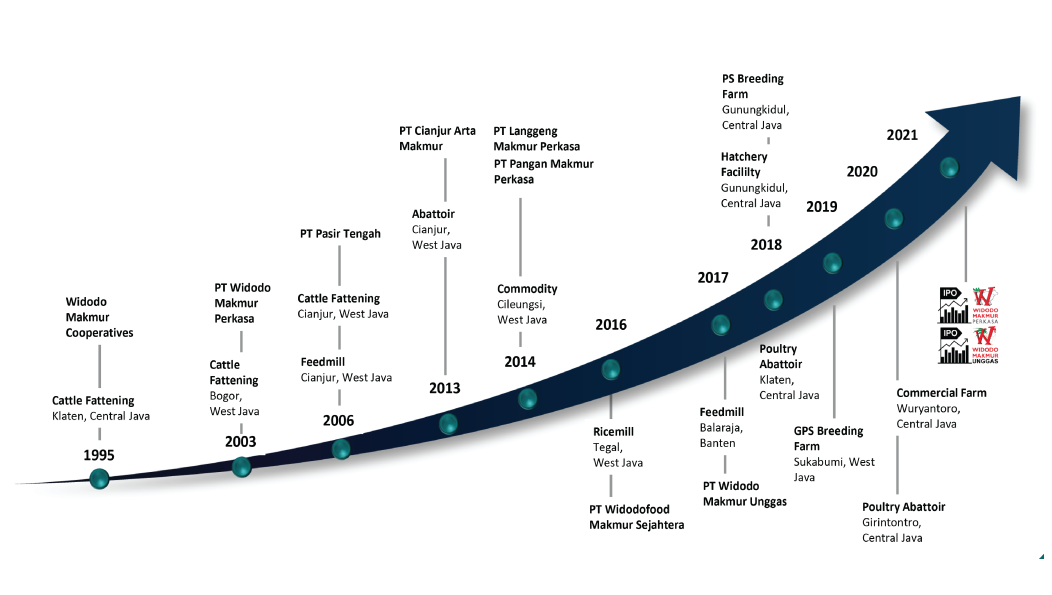 Widodo
Makmur
Cooperatives
Cattle Fattening
Klaten, Central Java
1995
PT Widodo
Makmur
Perkasa
Cattle
Fattening
Bogor,
West Java
2003
PT Pasir Tengah
Cattle Fattening
Cianjur, West Java
Feedmill
Cianjur, West Java
2006
PT Cianjur Arta
Makmur
Abattoir
Cianjur,
West Java
2013
PT Langgeng
Makmur Perkasa
PT Pangan Makmur
Perkasa
Commodity
Cileungsi,
West Java
2014
2016
Ricemill
Tegal,
West Java
PT Widodofood
Makmur Sejahtera
2017
Feedmill
Balaraja,
Banten
PT Widodo
Makmur Unggas
PS Breeding
Farm
Gunungkidul,
Central Java
Hatchery
Facililty
Gunungkidul,
Central Java
2018
Poultry
Abattoir
Klaten,
Central Java
2019
GPS Breeding
Farm
Sukabumi, West
Java
2020
Commercial Farm
Wuryantoro,
Central Java
Poultry Abattoir
Girintontro,
Central Java
2021
IPO
WIDODO
MAKMUR
PERKASA
IPO
WIDODO
MAKMUR
UNGGAS